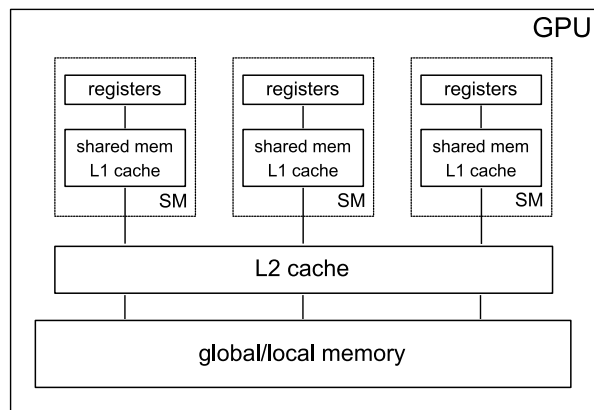 GPU
registers
shared mem
L1 cache
SM
registers
shared mem
L1 cache
SM
registers
shared mem
L1 cache
SM
L2 cache
global/local memory